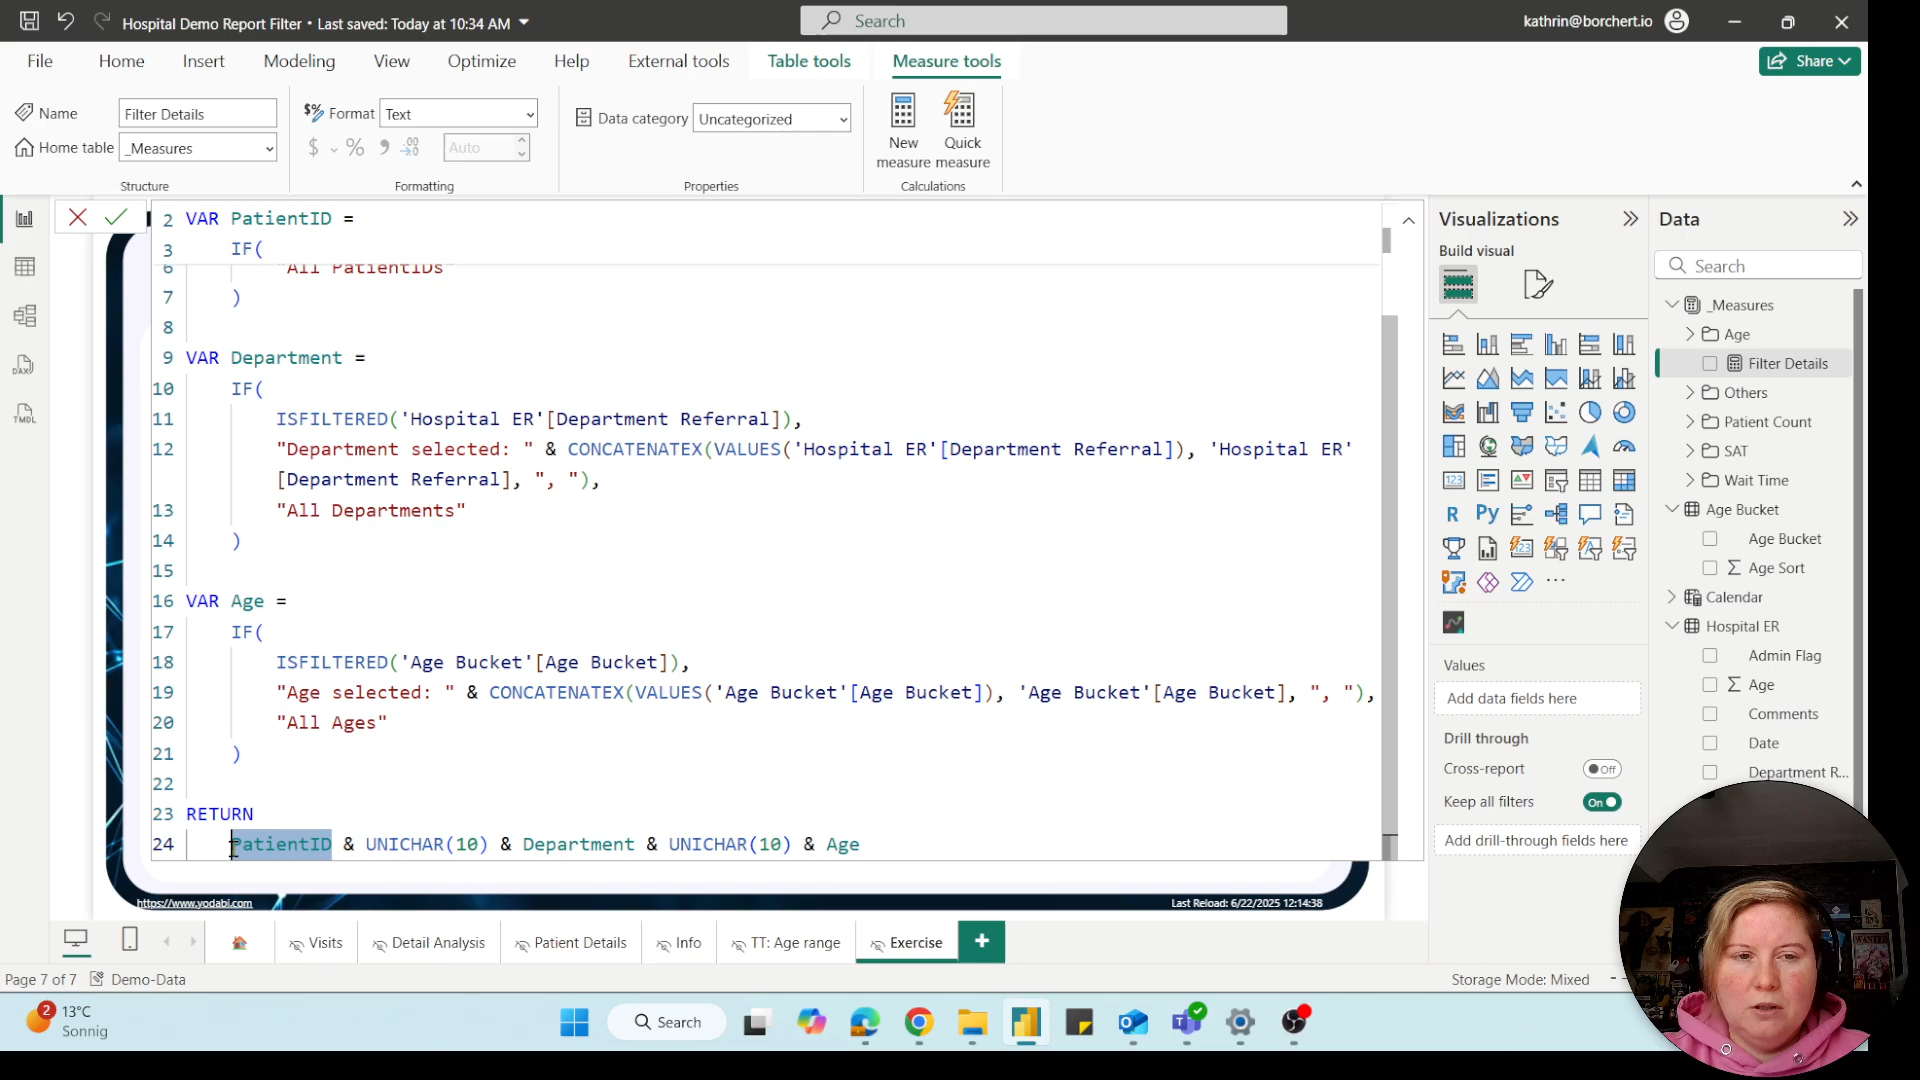 Hospital Demo Report Filter • Last saved: Today at 10:34 AM
Search
kathrin@borchert.io
File
Home
Insert
Modeling
View
Optimize
Help
External tools
Table tools
Measure tools
Share
Name
Filter Details
Home table
_Measures
Structure
Format
Text
$
%
Auto
Formatting
Data category
Uncategorized
Properties
New measure
Quick measure
Calculations
2 VAR PatientID =
3 IF(
6 "All PatientIDs"
7 )
8
9 VAR Department =
10 IF(
11 ISFILTERED('Hospital ER'[Department Referral]),
12 "Department selected: " & CONCATENATEX(VALUES('Hospital ER'[Department Referral]), 'Hospital ER'
[Department Referral], ", "),
13 "All Departments"
14 )
15
16 VAR Age =
17 IF(
18 ISFILTERED('Age Bucket'[Age Bucket]),
19 "Age selected: " & CONCATENATEX(VALUES('Age Bucket'[Age Bucket]), 'Age Bucket'[Age Bucket], ", "),
20 "All Ages"
21 )
22
23 RETURN
24 PatientID & UNICHAR(10) & Department & UNICHAR(10) & Age
https://www.yodabi.com
Last Reload: 6/22/2025 12:14:38
Visualizations
Build visual
123
R
Py
Values
Add data fields here
Drill through
Cross-report
Off
Keep all filters
On
Add drill-through fields here
Data
Search
_Measures
Age
Filter Details
Others
Patient Count
SAT
Wait Time
Age Bucket
Age Bucket
Age Sort
Calendar
Hospital ER
Admin Flag
Age
Comments
Date
Department R...
DAX
TMDL
Visits
Detail Analysis
Patient Details
Info
TT: Age range
Exercise
Page 7 of 7
Demo-Data
Storage Mode: Mixed
2
13°C
Sonnig
Search
WANTED